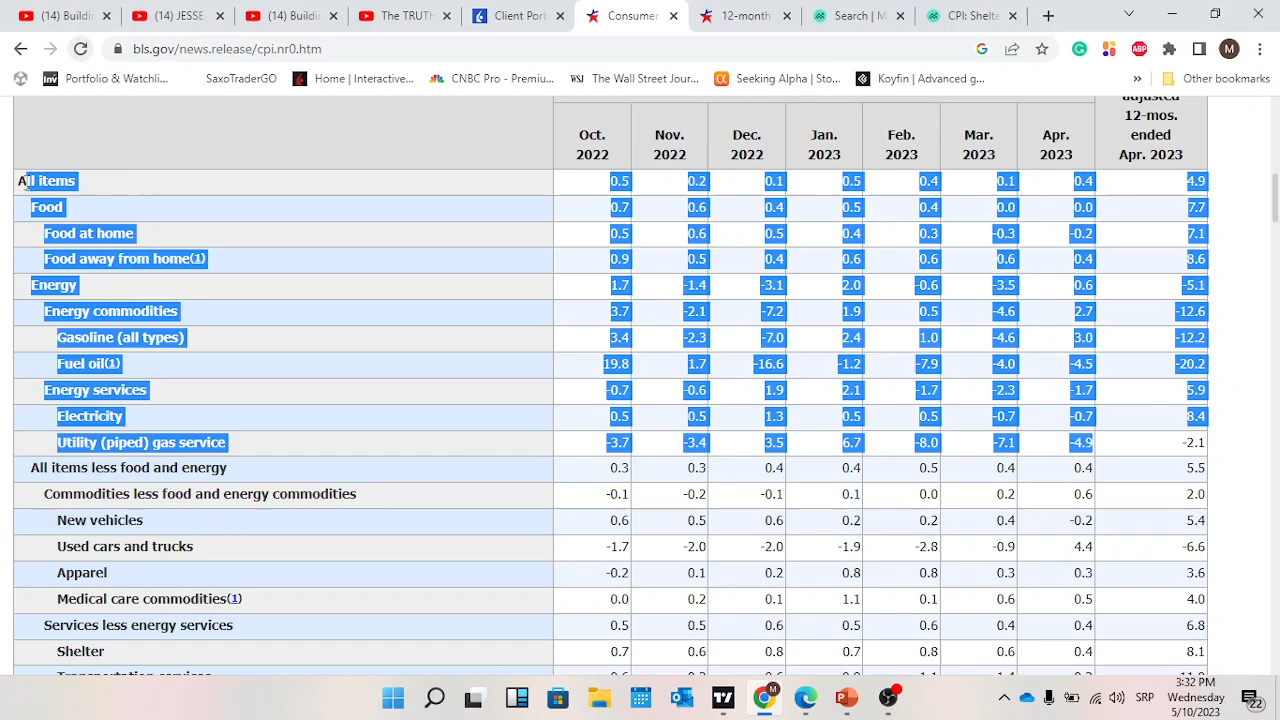 (14) Buildi
(14) JESSE
(14) Buildi
The TRUTH
Client Port
Consumer
12-month
Search | M
CPI: Shelte
bls.gov/news.release/cpi.nr0.htm
Portfolio & Watchli...
SaxoTraderGO
Home | Interactive...
CNBC Pro - Premiu...
WSJ The Wall Street Jour...
Seeking Alpha | Sto...
Koyfin | Advanced g...
» Other bookmarks
adjusted
12-mos.
ended
Apr. 2023
Oct. 2022 Nov. 2022 Dec. 2022 Jan. 2023 Feb. 2023 Mar. 2023 Apr. 2023
All items 0.5 0.2 0.1 0.5 0.4 0.1 0.4 4.9
Food 0.7 0.6 0.4 0.5 0.4 0.0 0.0 7.7
Food at home 0.5 0.6 0.5 0.4 0.3 -0.3 -0.2 7.1
Food away from home(1) 0.9 0.5 0.4 0.6 0.6 0.6 0.4 8.6
Energy 1.7 -1.4 -3.1 2.0 -0.6 -3.5 0.6 -5.1
Energy commodities 3.7 -2.1 -7.2 1.9 0.5 -4.6 2.7 -12.6
Gasoline (all types) 3.4 -2.3 -7.0 2.4 1.0 -4.6 3.0 -12.2
Fuel oil(1) 19.8 1.7 -16.6 -1.2 -7.9 -4.0 -4.5 -20.2
Energy services -0.7 -0.6 1.9 2.1 -1.7 -2.3 -1.7 5.9
Electricity 0.5 0.5 1.3 0.5 0.5 -0.7 -0.7 8.4
Utility (piped) gas service -3.7 -3.4 3.5 6.7 -8.0 -7.1 -4.9 -2.1
All items less food and energy 0.3 0.3 0.4 0.4 0.5 0.4 0.4 5.5
Commodities less food and energy commodities -0.1 -0.2 -0.1 0.1 0.0 0.2 0.6 2.0
New vehicles 0.6 0.5 0.6 0.2 0.2 0.4 -0.2 5.4
Used cars and trucks -1.7 -2.0 -2.0 -1.9 -2.8 -0.9 4.4 -6.6
Apparel -0.2 0.1 0.2 0.8 0.8 0.3 0.3 3.6
Medical care commodities(1) 0.0 0.2 0.1 1.1 0.1 0.6 0.5 4.0
Services less energy services 0.5 0.5 0.6 0.6 0.6 0.4 0.4 6.8
Shelter 0.7 0.6 0.8 0.7 0.8 0.6 0.4 8.1
Transportation services
SRP
3:32 PM
Wednesday
5/10/2023
22